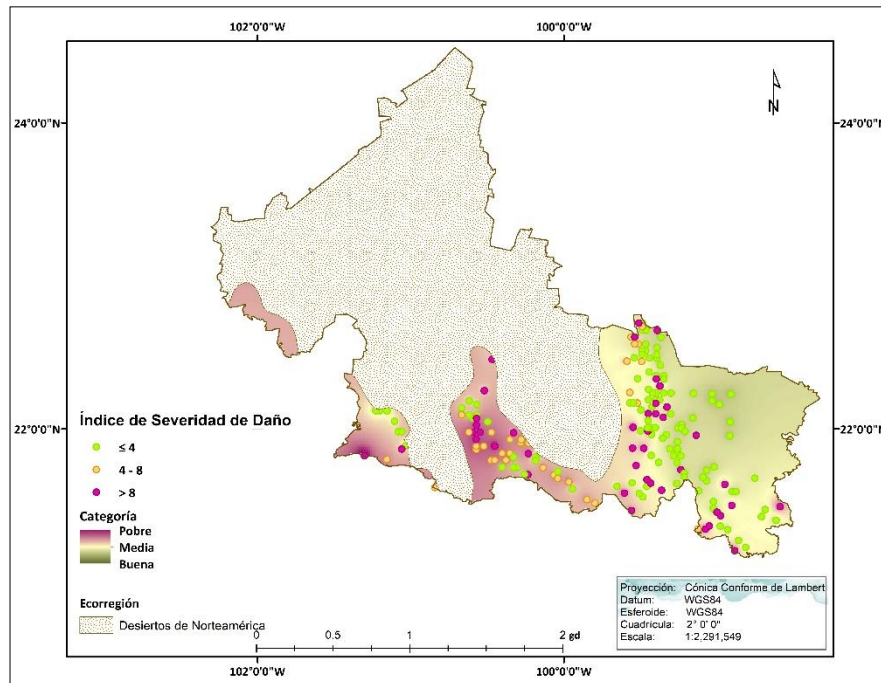 102°0'0"W 100°0'0"W
N
24°0'0"N 24°0'0"N
22°0'0"N 22°0'0"N
Índice de Severidad de Daño
≤ 4
4 - 8
> 8
Categoría
Pobre
Media
Buena
Ecorregión
Desiertos de Norteamérica
0 0.5 1 2 gd
Proyección: Cónica Conforme de Lambert
Datum: WGS84
Esferoide: WGS84
Cuadrícula: 2° 0' 0"
Escala: 1:2,291,549
102°0'0"W 100°0'0"W